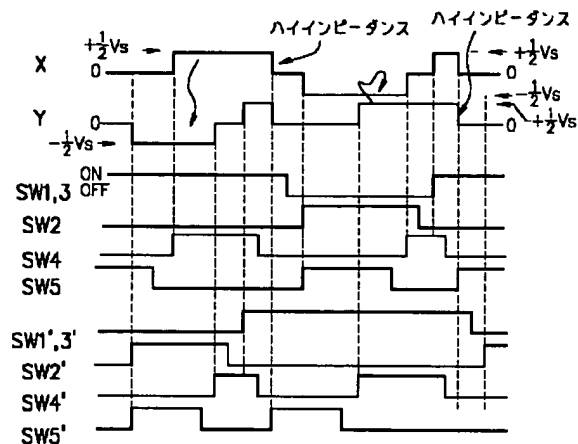 +½Vs
ハイインピーダンス
ハイインピーダンス
X
0
+½Vs
0
-½Vs
+½Vs
Y
0
0
-½Vs
ON
OFF
SW1,3
SW2
SW4
SW5
SW1',3'
SW2'
SW4'
SW5'